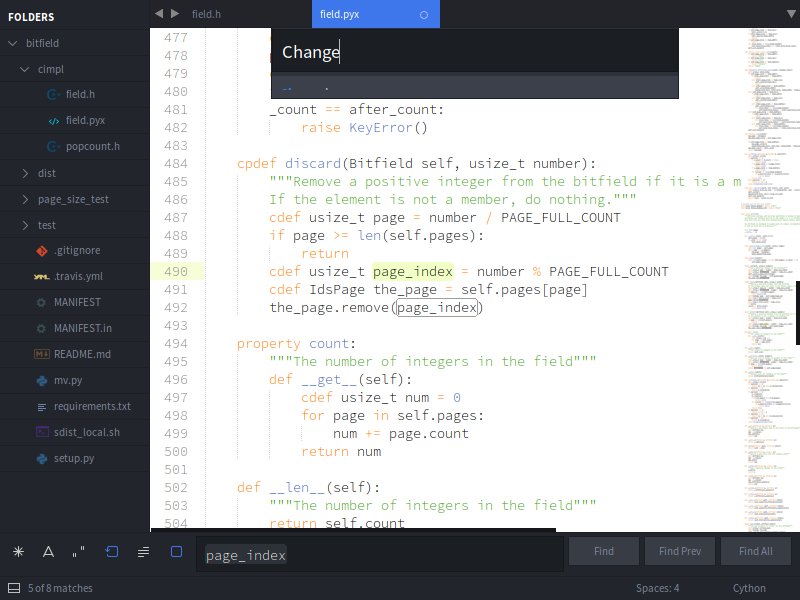 FOLDERS
bitfield
cimpl
field.h
field.pyx
popcount.h
dist
page_size_test
test
.gitignore
.travis.yml
MANIFEST
MANIFEST.in
README.md
mv.py
requirements.txt
sdist_local.sh
setup.py
field.h
field.pyx
Change
477
478
479
480
481 _count == after_count:
482 raise KeyError()
483
484 cpdef discard(Bitfield self, usize_t number):
485 """Remove a positive integer from the bitfield if it is a m
486 If the element is not a member, do nothing."""
487 cdef usize_t page = number / PAGE_FULL_COUNT
488 if page >= len(self.pages):
489 return
490 cdef usize_t page_index = number % PAGE_FULL_COUNT
491 cdef IdsPage the_page = self.pages[page]
492 the_page.remove(page_index)
493
494 property count:
495 """The number of integers in the field"""
496 def __get__(self):
497 cdef usize_t num = 0
498 for page in self.pages:
499 num += page.count
500 return num
501
502 def __len__(self):
503 """The number of integers in the field"""
504 return self.count
page_index
Find
Find Prev
Find All
5 of 8 matches
Spaces: 4
Cython